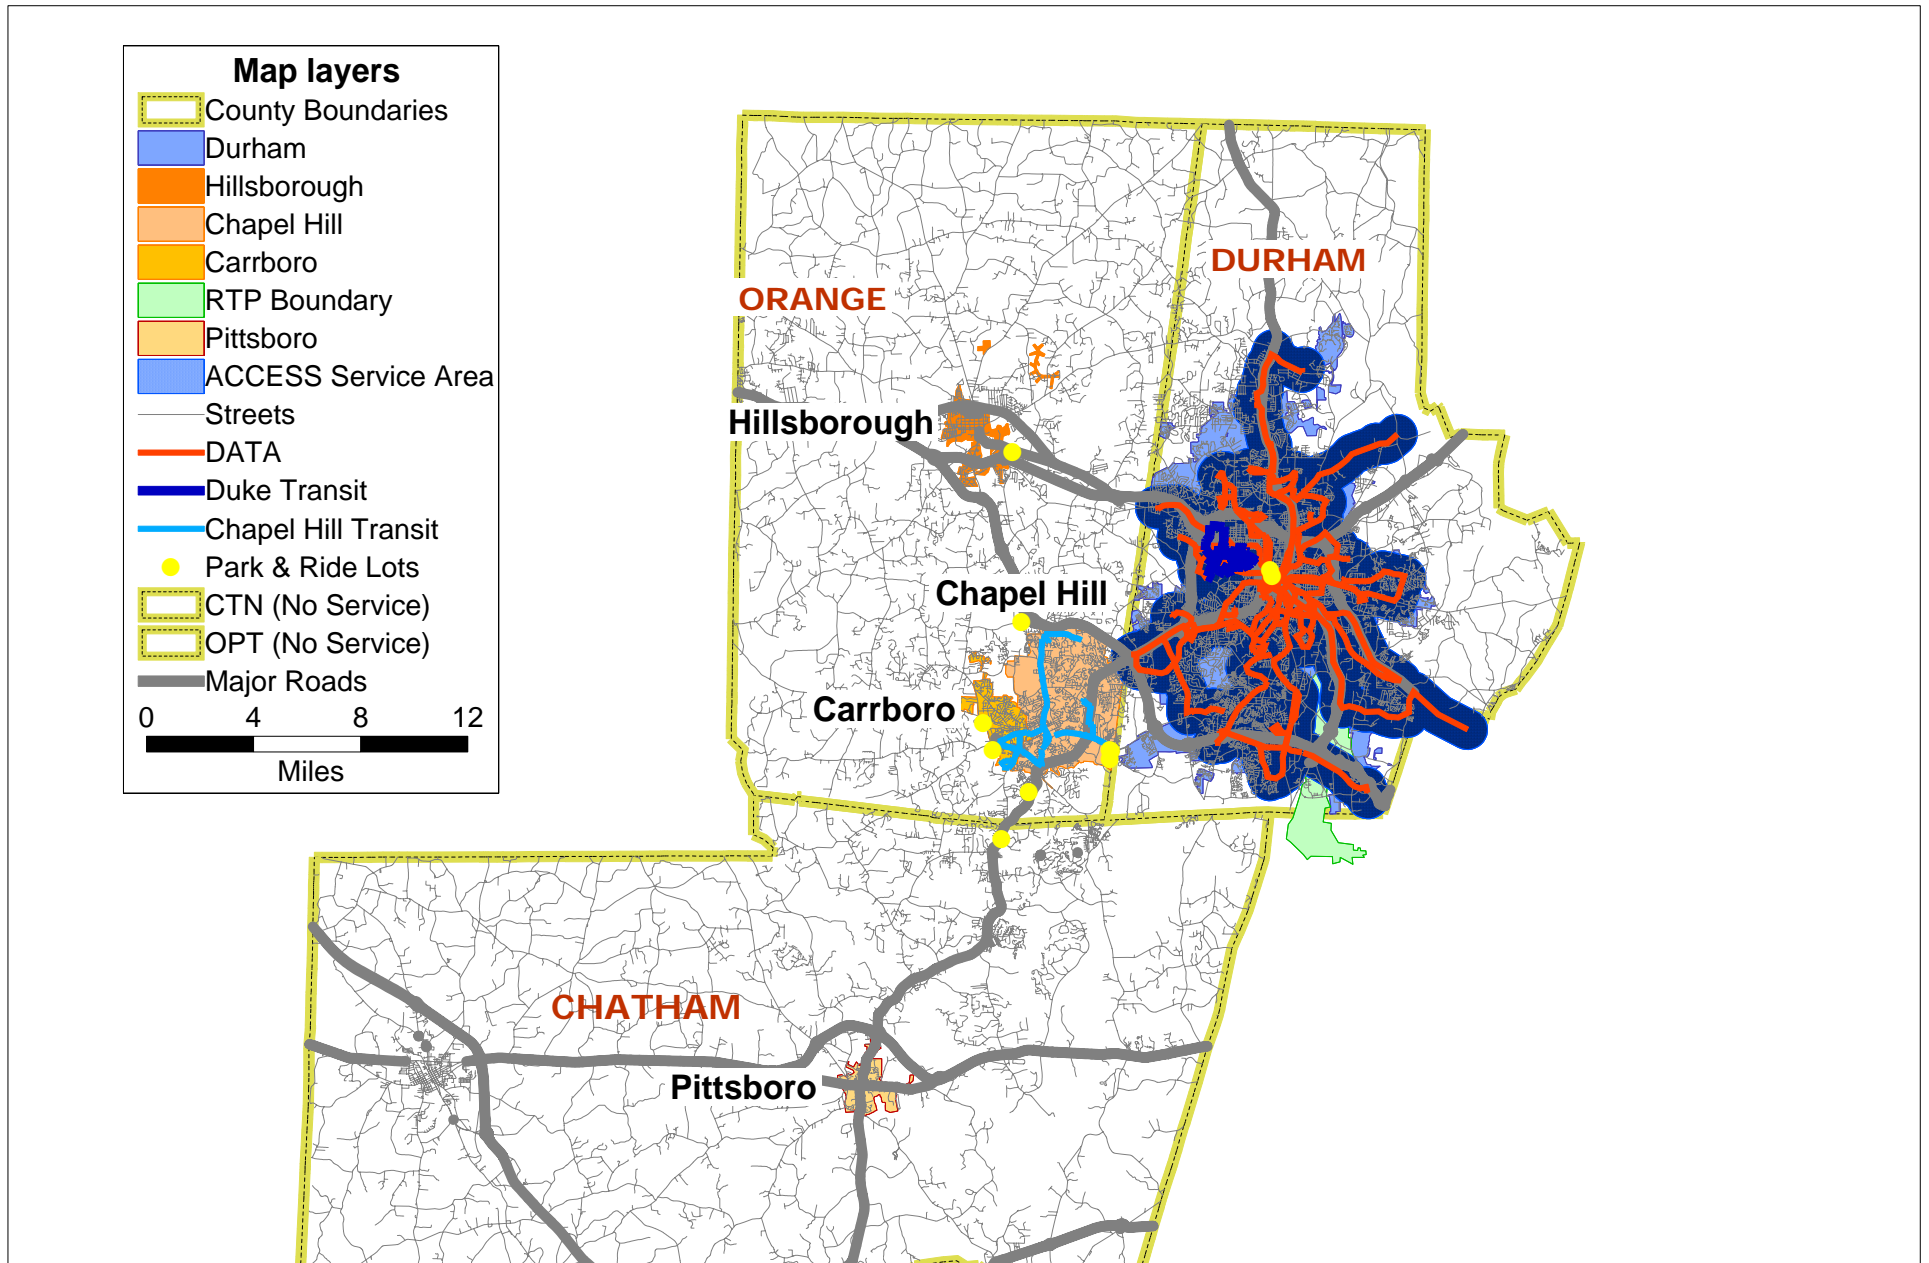 Map layers
County Boundaries
Durham
Hillsborough
Chapel Hill
Carrboro
RTP Boundary
Pittsboro
ACCESS Service Area
Streets
DATA
Duke Transit
Chapel Hill Transit
Park & Ride Lots
CTN (No Service)
OPT (No Service)
Major Roads
0 4 8 12
Miles
DURHAM
ORANGE
Hillsborough
Chapel Hill
Carrboro
CHATHAM
Pittsboro